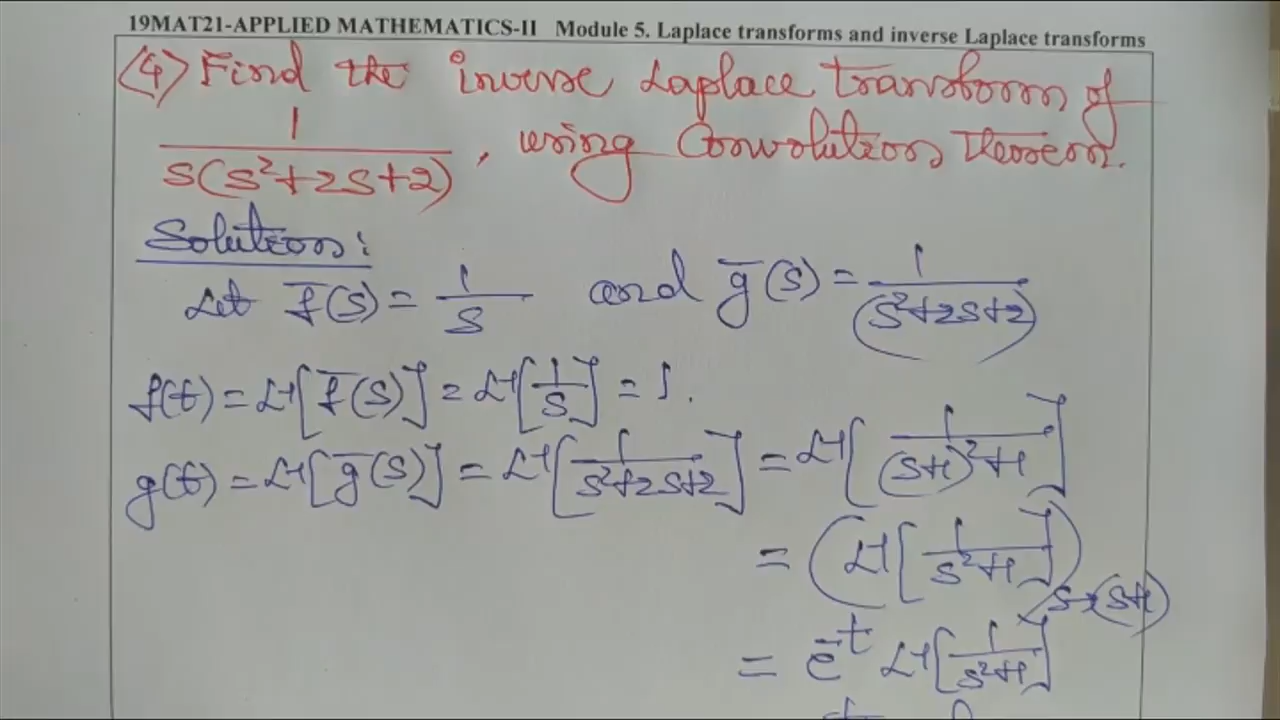 19MAT21-APPLIED MATHEMATICS-II Module 5. Laplace transforms and inverse Laplace transforms
(4) Find the inverse Laplace transform of
1/(s(s²+2s+2)), using Convolution theorem.
Solution:
Let f̄(s) = 1/s and ḡ(s) = 1/(s²+2s+2)
f(t) = L⁻¹[f̄(s)] = L⁻¹[1/s] = 1.
g(t) = L⁻¹[ḡ(s)] = L⁻¹[1/(s²+2s+2)] = L⁻¹[1/((s+1)²+1)]
= (L⁻¹[1/(s²+1)]) s→(s+1)
= e⁻ᵗ L⁻¹[1/(s²+1)]